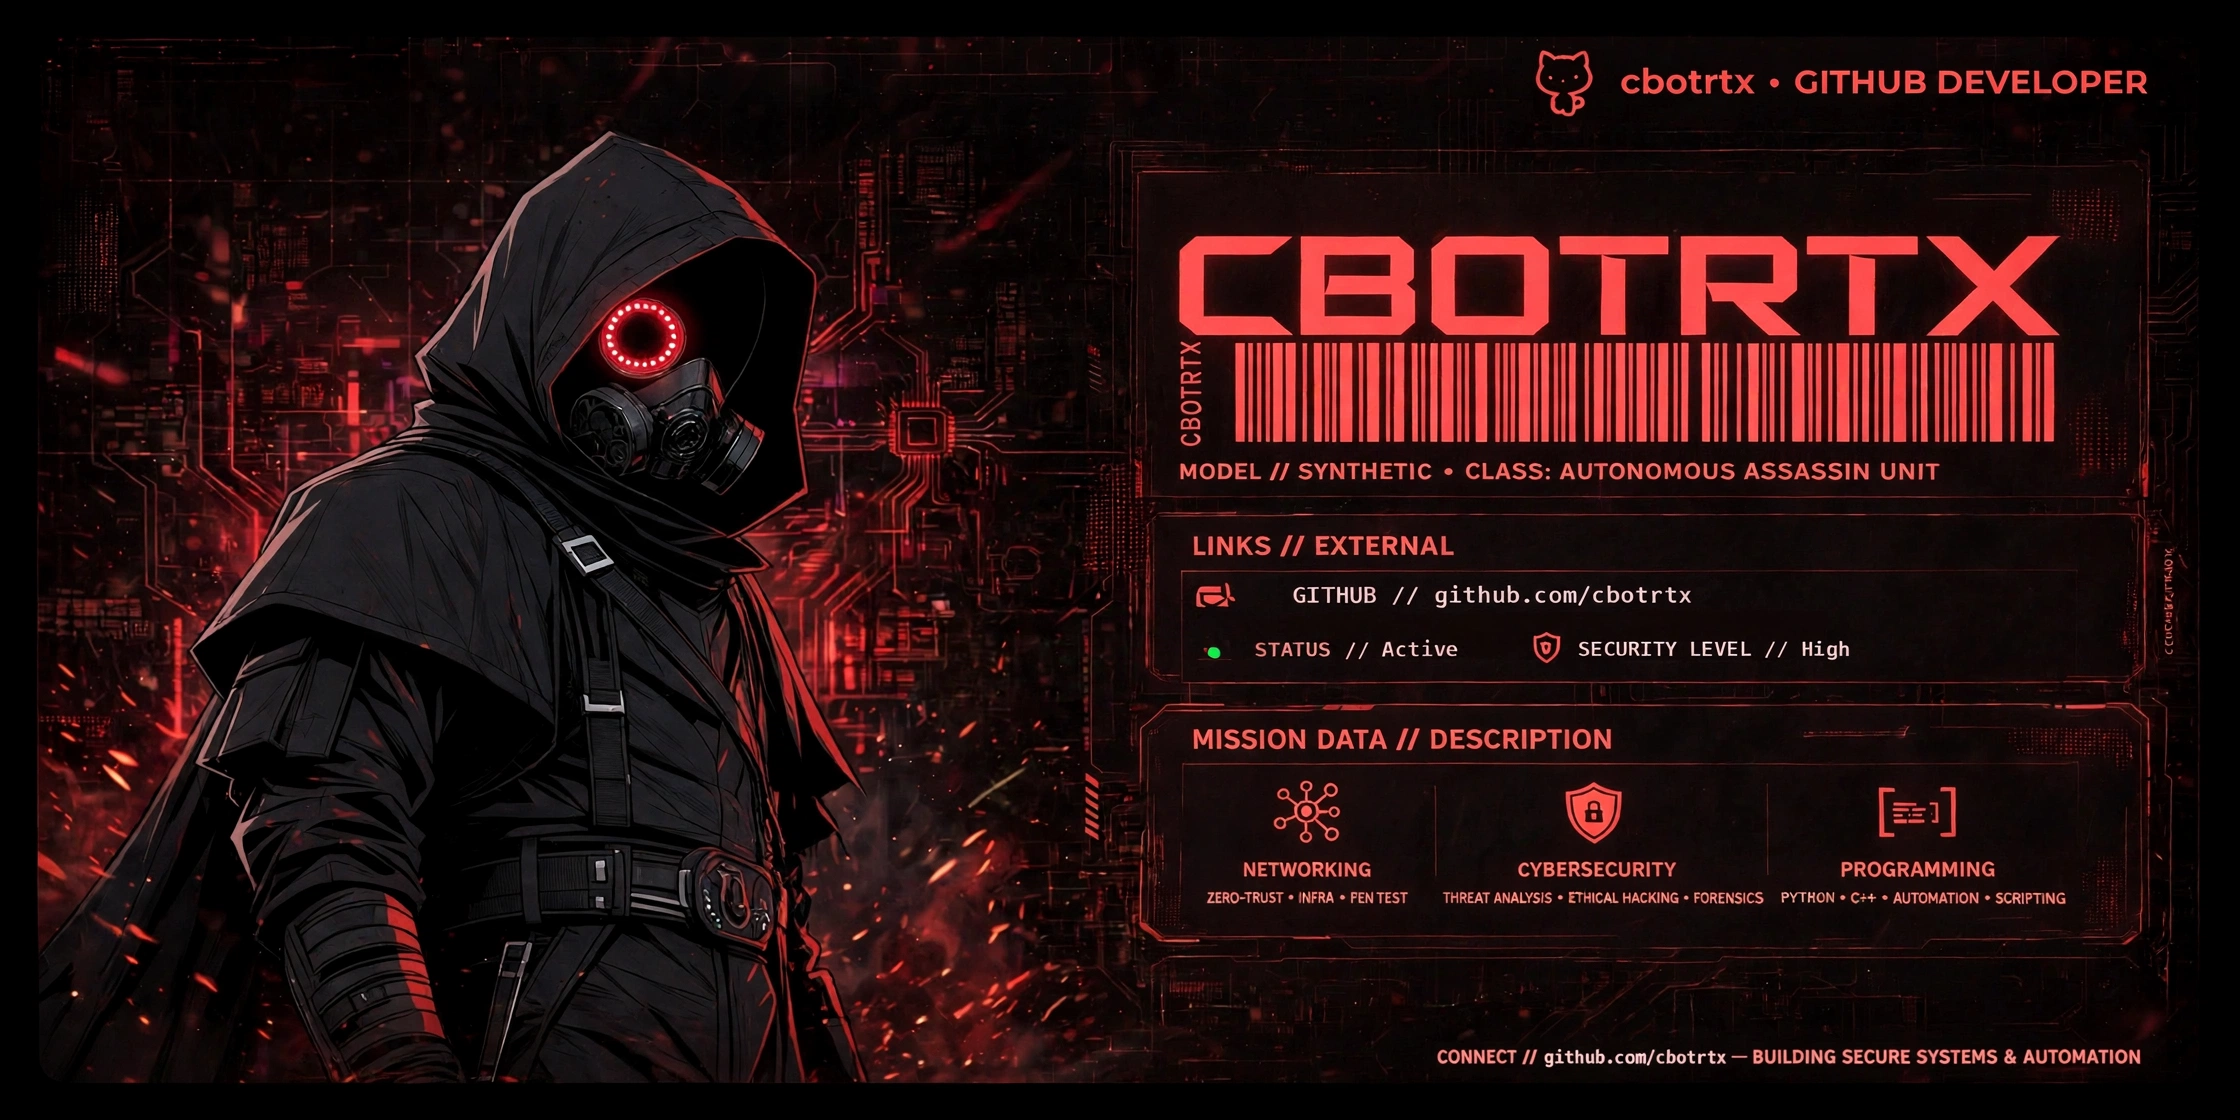 cbotrtx • GITHUB DEVELOPER
CBOTRTX
CBOTRTX
MODEL // SYNTHETIC • CLASS: AUTONOMOUS ASSASSIN UNIT
LINKS // EXTERNAL
GITHUB // github.com/cbotrtx
STATUS // Active
SECURITY LEVEL // High
MISSION DATA // DESCRIPTION
NETWORKING
ZERO-TRUST • INFRA • PEN TEST
CYBERSECURITY
THREAT ANALYSIS • ETHICAL HACKING • FORENSICS
PROGRAMMING
PYTHON • C++ • AUTOMATION • SCRIPTING
CONNECT // github.com/cbotrtx — BUILDING SECURE SYSTEMS & AUTOMATION